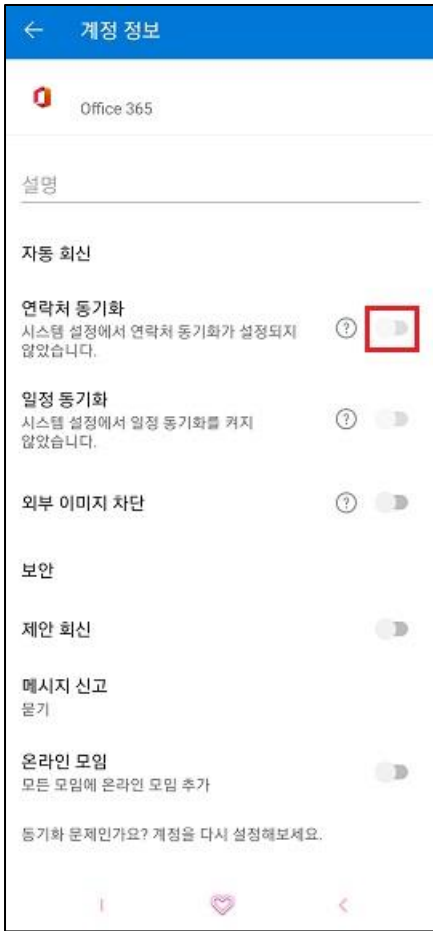 계정 정보
Office 365
설명
자동 회신
연락처 동기화
시스템 설정에서 연락처 동기화가 설정되지
않았습니다.
일정 동기화
시스템 설정에서 일정 동기화를 켜지
않았습니다.
외부 이미지 차단
보안
제안 회신
메시지 신고
묻기
온라인 모임
모든 모임에 온라인 모임 추가
동기화 문제인가요? 계정을 다시 설정해보세요.